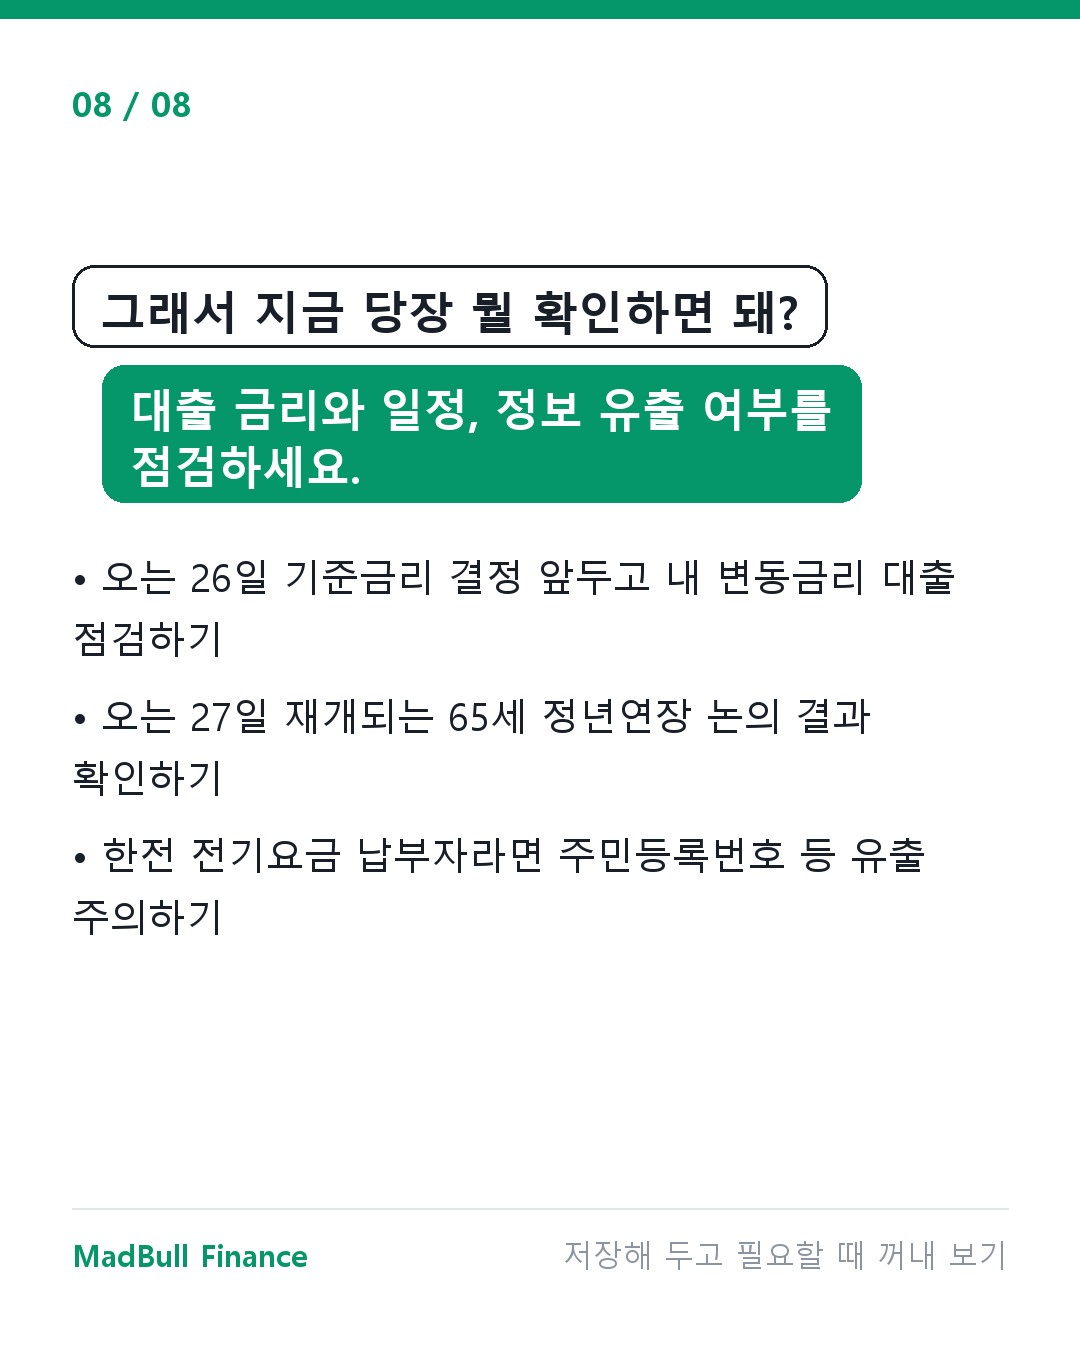 08 / 08
그래서 지금 당장 뭘 확인하면 돼?
대출 금리와 일정, 정보 유출 여부를
점검하세요.
• 오는 26일 기준금리 결정 앞두고 내 변동금리 대출
점검하기
• 오는 27일 재개되는 65세 정년연장 논의 결과
확인하기
• 한전 전기요금 납부자라면 주민등록번호 등 유출
주의하기
MadBull Finance
저장해 두고 필요할 때 꺼내 보기